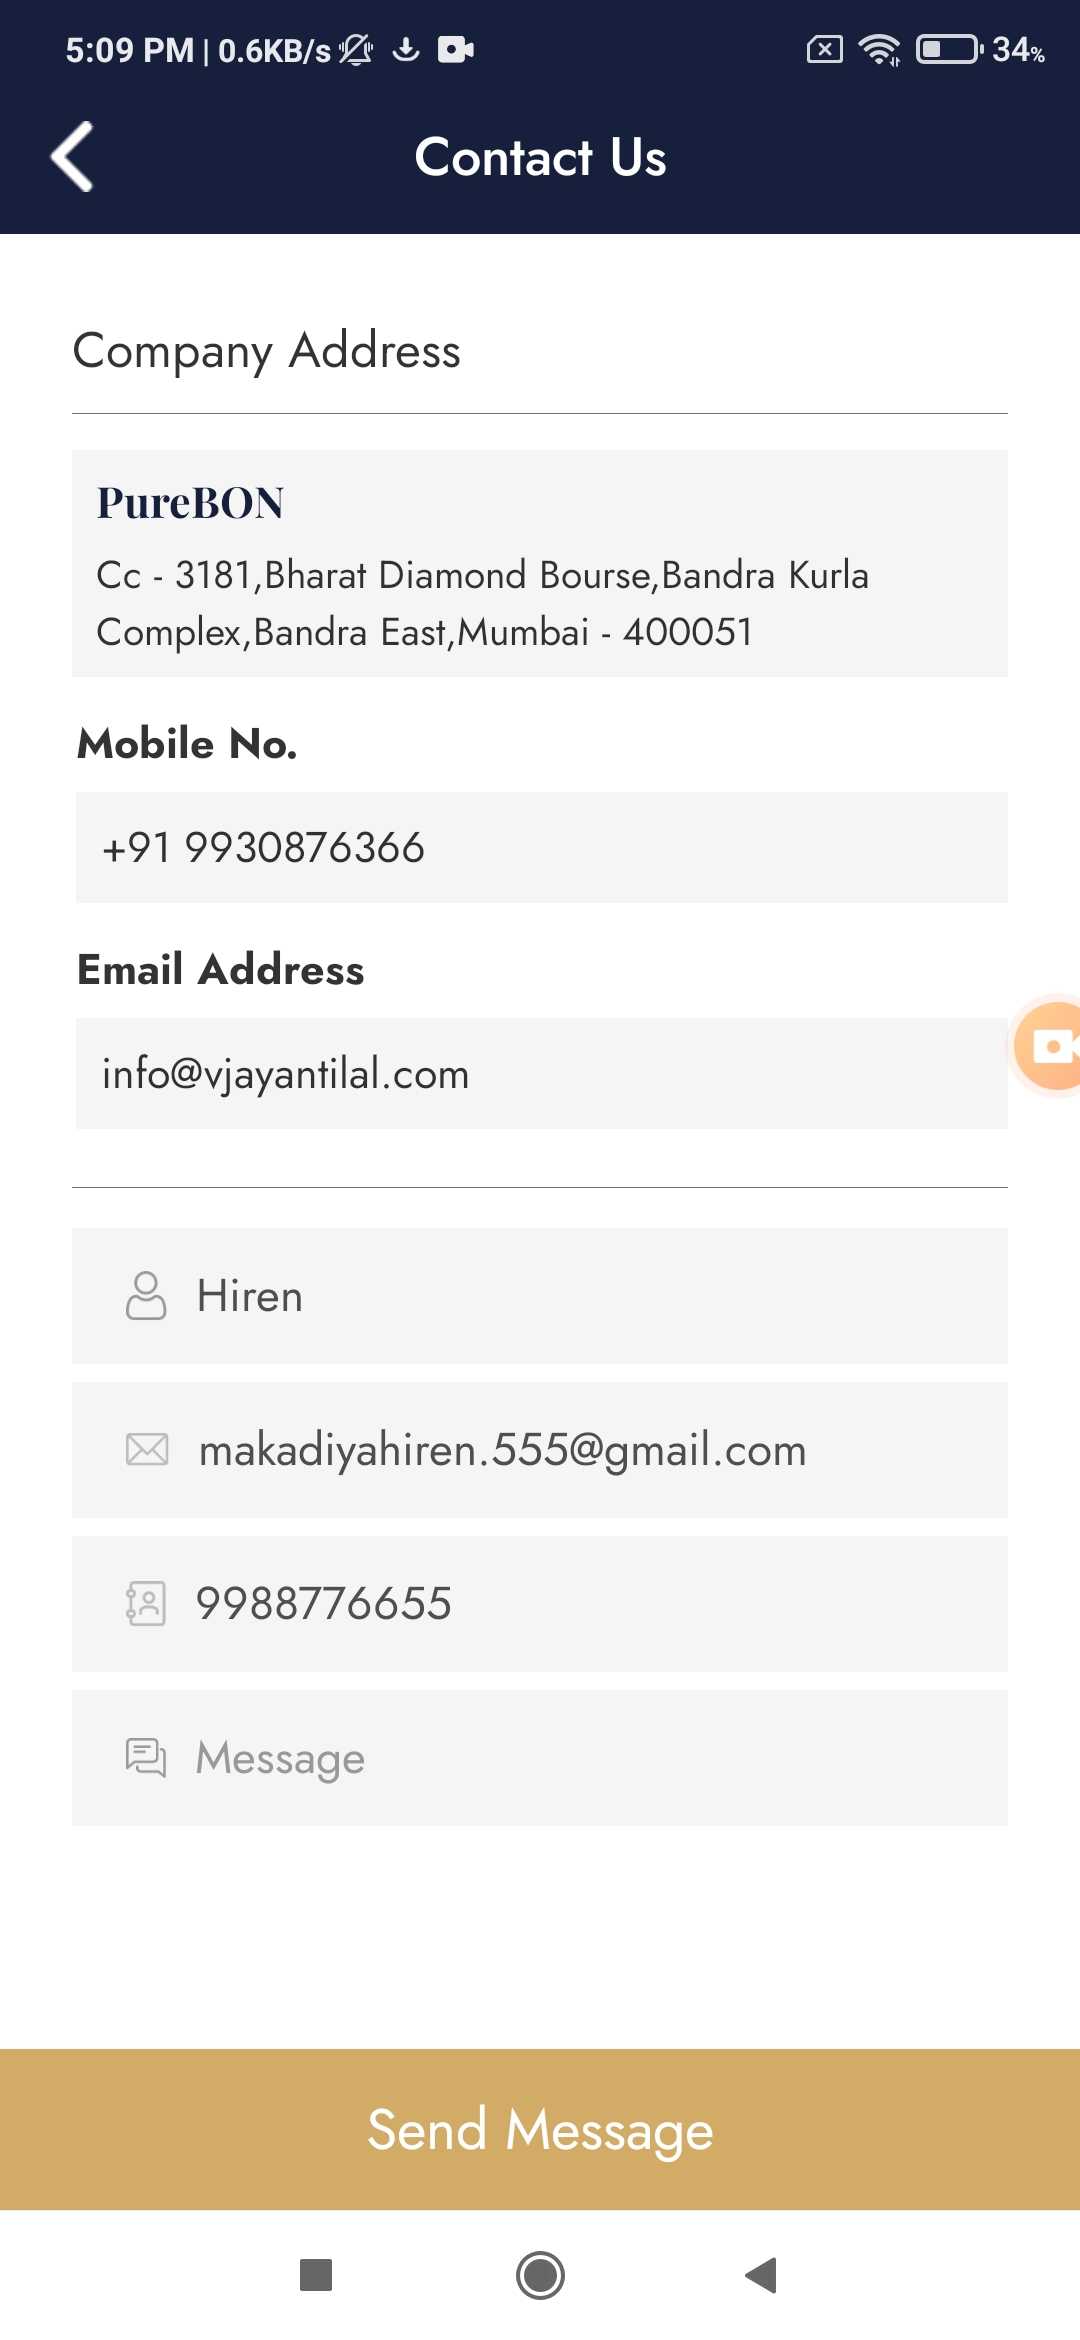 5:09 PM | 0.6KB/s
34%
Contact Us
Company Address
PureBON
Cc - 3181,Bharat Diamond Bourse,Bandra Kurla
Complex,Bandra East,Mumbai - 400051
Mobile No.
+91 9930876366
Email Address
info@vjayantilal.com
Hiren
makadiyahiren.555@gmail.com
9988776655
Message
Send Message